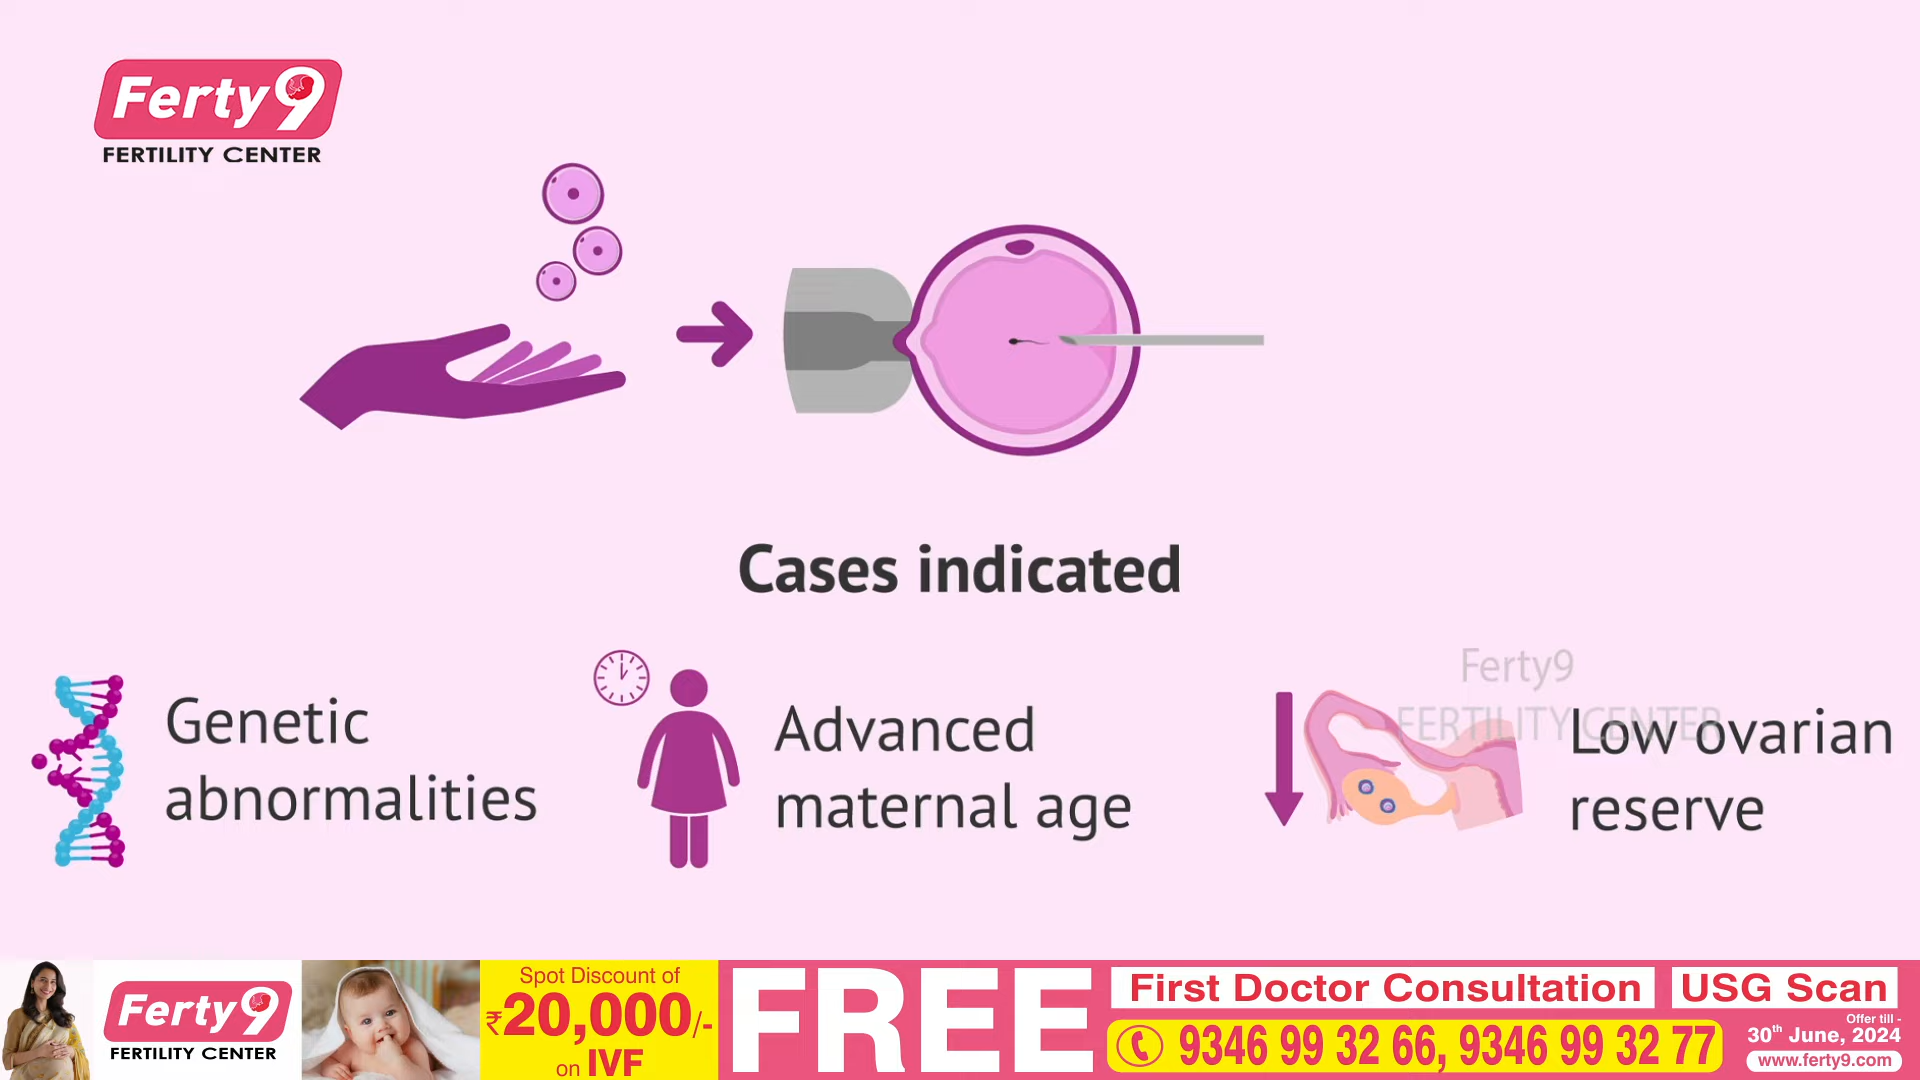 Ferty9
FERTILITY CENTER
Cases indicated
Genetic
abnormalities
Advanced
maternal age
Low ovarian
reserve
Ferty9
FERTILITY CENTER
Ferty9
FERTILITY CENTER
Spot Discount of
₹20,000/-
on IVF
FREE
First Doctor Consultation
USG Scan
9346 99 32 66, 9346 99 32 77
Offer till -
30th June, 2024
www.ferty9.com